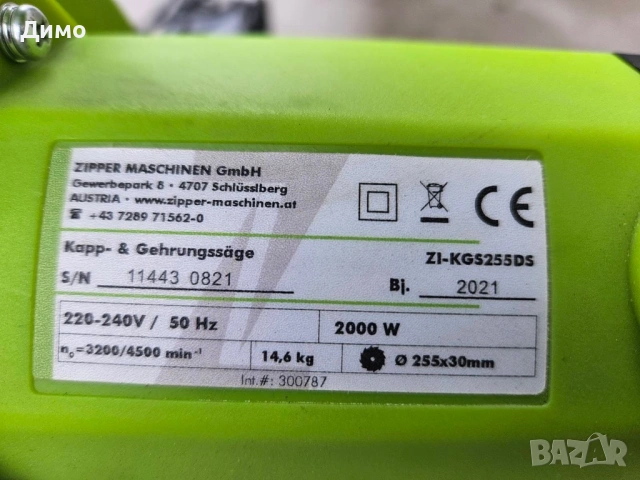 Димо
ZIPPER MASCHINEN GmbH
Gewerbepark 8 • 4707 Schlüsslberg
AUSTRIA • www.zipper-maschinen.at
☎ +43 7289 71562-0
Kapp- & Gehrungssäge ZI-KGS255DS
S/N 11443 0821 Bj. 2021
220-240V / 50 Hz 2000 W
n₀=3200/4500 min⁻¹ 14,6 kg Ø 255x30mm
Int.#: 300787
BAZAR